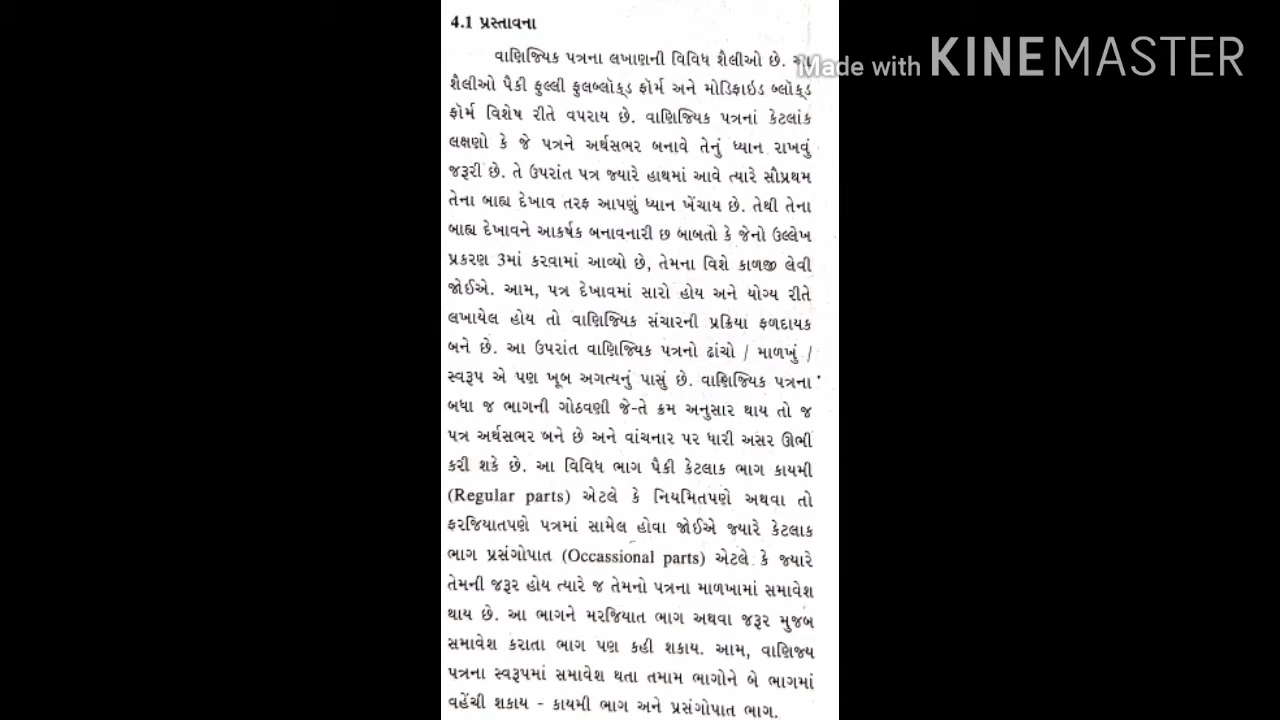 4.1 પ્રસ્તાવના
વાણિજ્યિક પત્રના લખાણની વિવિધ શૈલીઓ છે. આ
શૈલીઓ પૈકી ફુલ્લી ફુલબ્લૉક્ડ ફૉર્મ અને મોડિફાઇડ બ્લૉક્ડ
ફૉર્મ વિશેષ રીતે વપરાય છે. વાણિજ્યિક પત્રનાં કેટલાંક
લક્ષણો કે જે પત્રને અર્થસભર બનાવે તેનું ધ્યાન રાખવું
જરૂરી છે. તે ઉપરાંત પત્ર જ્યારે હાથમાં આવે ત્યારે સૌપ્રથમ
તેના બાહ્ય દેખાવ તરફ આપણું ધ્યાન ખેંચાય છે. તેથી તેના
બાહ્ય દેખાવને આકર્ષક બનાવનારી છ બાબતો કે જેનો ઉલ્લેખ
પ્રકરણ 3માં કરવામાં આવ્યો છે, તેમના વિશે કાળજી લેવી
જોઈએ. આમ, પત્ર દેખાવમાં સારો હોય અને યોગ્ય રીતે
લખાયેલ હોય તો વાણિજ્યિક સંચારની પ્રક્રિયા ફળદાયક
બને છે. આ ઉપરાંત વાણિજ્યિક પત્રનો ઢાંચો / માળખું /
સ્વરૂપ એ પણ ખૂબ અગત્યનું પાસું છે. વાણિજ્યિક પત્રના
બધા જ ભાગની ગોઠવણી જે-તે ક્રમ અનુસાર થાય તો જ
પત્ર અર્થસભર બને છે અને વાંચનાર પર ધારી અસર ઊભી
કરી શકે છે. આ વિવિધ ભાગ પૈકી કેટલાક ભાગ કાયમી
(Regular parts) એટલે કે નિયમિતપણે અથવા તો
ફરજિયાતપણે પત્રમાં સામેલ હોવા જોઈએ જ્યારે કેટલાક
ભાગ પ્રસંગોપાત (Occassional parts) એટલે કે જ્યારે
તેમની જરૂર હોય ત્યારે જ તેમનો પત્રના માળખામાં સમાવેશ
થાય છે. આ ભાગને મરજિયાત ભાગ અથવા જરૂર મુજબ
સમાવેશ કરાતા ભાગ પણ કહી શકાય. આમ, વાણિજ્ય
પત્રના સ્વરૂપમાં સમાવેશ થતા તમામ ભાગોને બે ભાગમાં
વહેંચી શકાય - કાયમી ભાગ અને પ્રસંગોપાત ભાગ.
Made with KINEMASTER